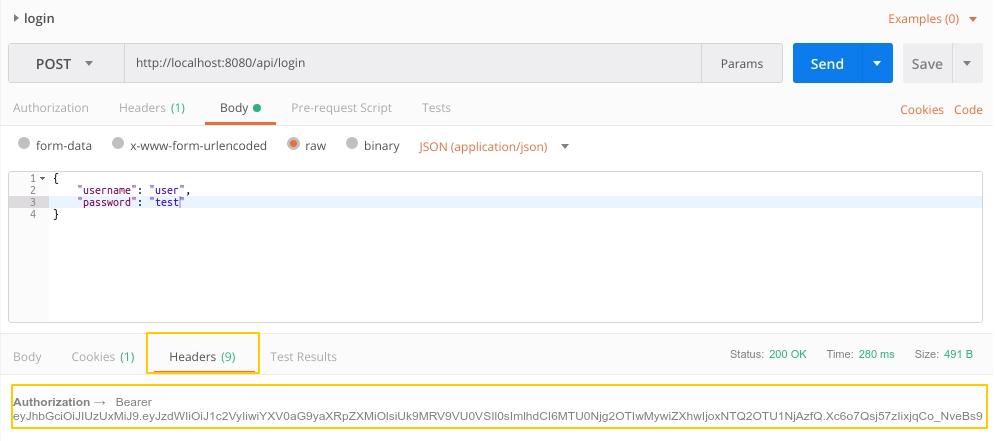 login
Examples (0)
POST
http://localhost:8080/api/login
Params
Send
Save
Authorization
Headers (1)
Body
Pre-request Script
Tests
Cookies
Code
form-data
x-www-form-urlencoded
raw
binary
JSON (application/json)
1 {
2 "username": "user",
3 "password": "test"
4 }
Body
Cookies (1)
Headers (9)
Test Results
Status: 200 OK
Time: 280 ms
Size: 491 B
Authorization → Bearer
eyJhbGciOiJIUzUxMiJ9.eyJzdWIiOiJ1c2VyIiwiYXV0aG9yaXRpZXMiOlsiUk9MRV9VU0VSIl0sImlhdCI6MTU0Njg2OTIwMywiZXhwIjoxNTQ2OTU1NjAzfQ.Xc6o7Qsj57zIixjqCo_NveBs9